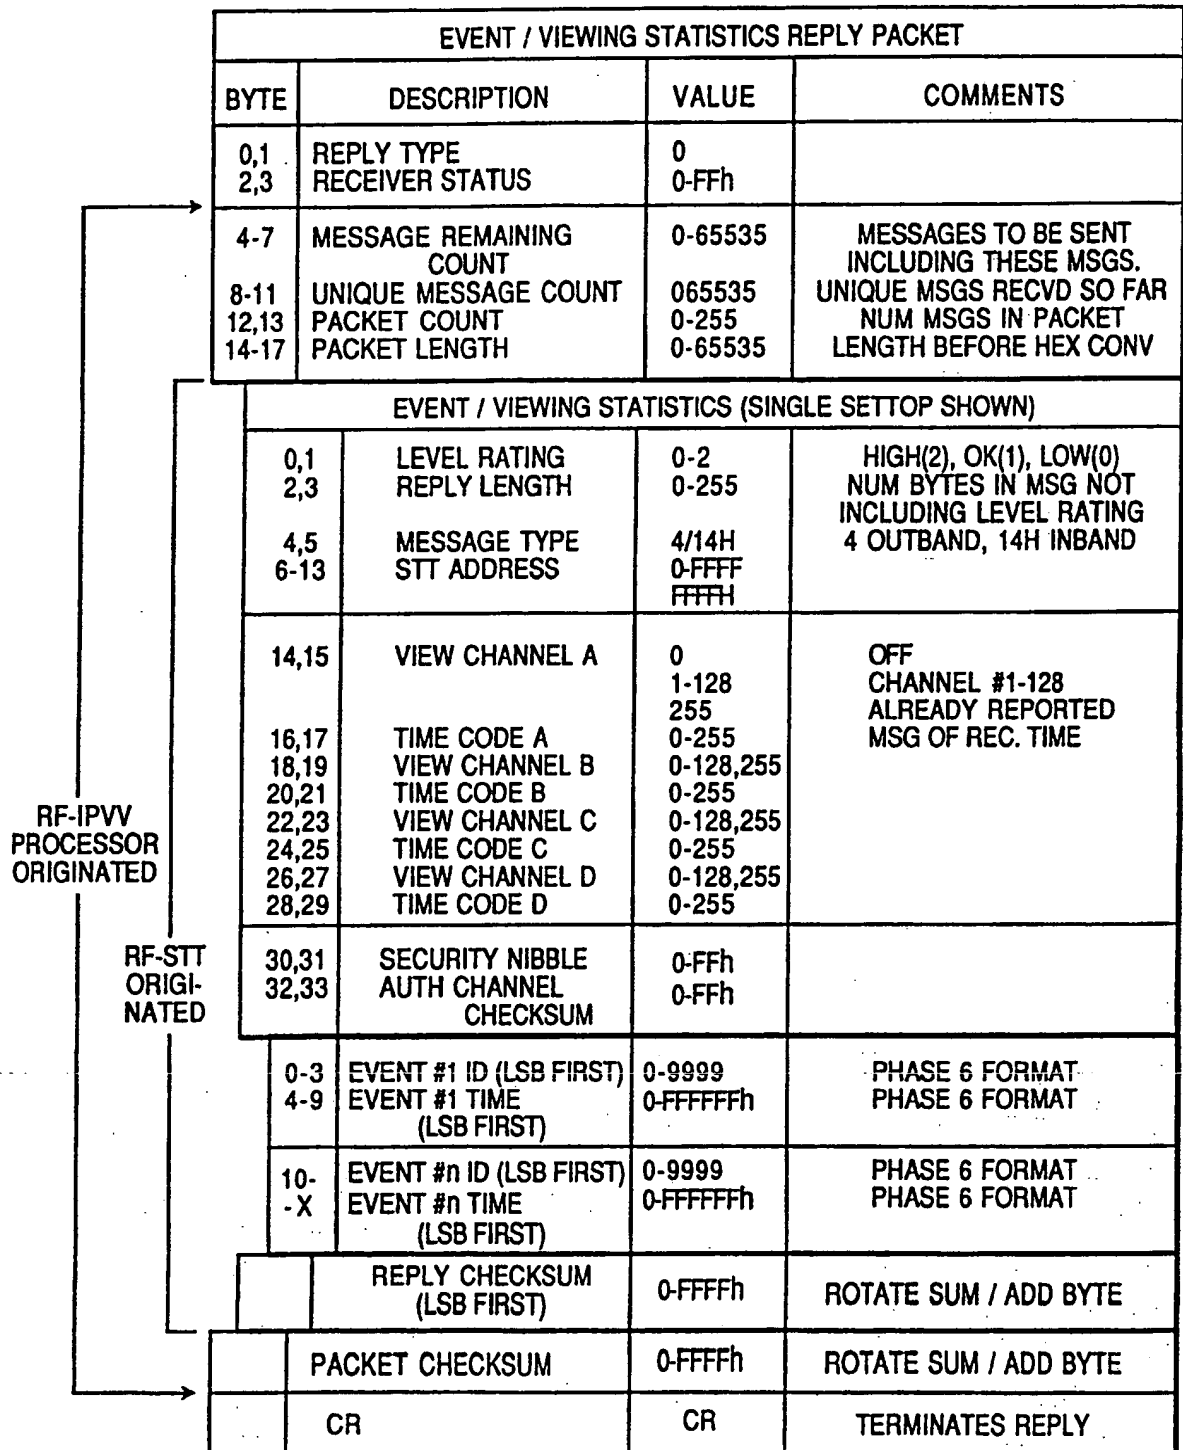 EVENT / VIEWING STATISTICS REPLY PACKET
BYTE DESCRIPTION VALUE COMMENTS
0,1 REPLY TYPE 0
2,3 RECEIVER STATUS 0-FFh
4-7 MESSAGE REMAINING 0-65535 MESSAGES TO BE SENT
COUNT INCLUDING THESE MSGS.
8-11 UNIQUE MESSAGE COUNT 065535 UNIQUE MSGS RECVD SO FAR
12,13 PACKET COUNT 0-255 NUM MSGS IN PACKET
14-17 PACKET LENGTH 0-65535 LENGTH BEFORE HEX CONV
EVENT / VIEWING STATISTICS (SINGLE SETTOP SHOWN)
0,1 LEVEL RATING 0-2 HIGH(2), OK(1), LOW(0)
2,3 REPLY LENGTH 0-255 NUM BYTES IN MSG NOT
INCLUDING LEVEL RATING
4,5 MESSAGE TYPE 4/14H 4 OUTBAND, 14H INBAND
6-13 STT ADDRESS 0-FFFF
FFFFH
14,15 VIEW CHANNEL A 0 OFF
1-128 CHANNEL #1-128
255 ALREADY REPORTED
16,17 TIME CODE A 0-255 MSG OF REC. TIME
18,19 VIEW CHANNEL B 0-128,255
20,21 TIME CODE B 0-255
22,23 VIEW CHANNEL C 0-128,255
24,25 TIME CODE C 0-255
26,27 VIEW CHANNEL D 0-128,255
28,29 TIME CODE D 0-255
RF-IPVV
PROCESSOR
ORIGINATED
RF-STT
ORIGI-
NATED
30,31 SECURITY NIBBLE 0-FFh
32,33 AUTH CHANNEL 0-FFh
CHECKSUM
0-3 EVENT #1 ID (LSB FIRST) 0-9999 PHASE 6 FORMAT
4-9 EVENT #1 TIME 0-FFFFFFh PHASE 6 FORMAT
(LSB FIRST)
10- EVENT #n ID (LSB FIRST) 0-9999 PHASE 6 FORMAT
-X EVENT #n TIME 0-FFFFFFh PHASE 6 FORMAT
(LSB FIRST)
REPLY CHECKSUM 0-FFFFh ROTATE SUM / ADD BYTE
(LSB FIRST)
PACKET CHECKSUM 0-FFFFh ROTATE SUM / ADD BYTE
CR CR TERMINATES REPLY